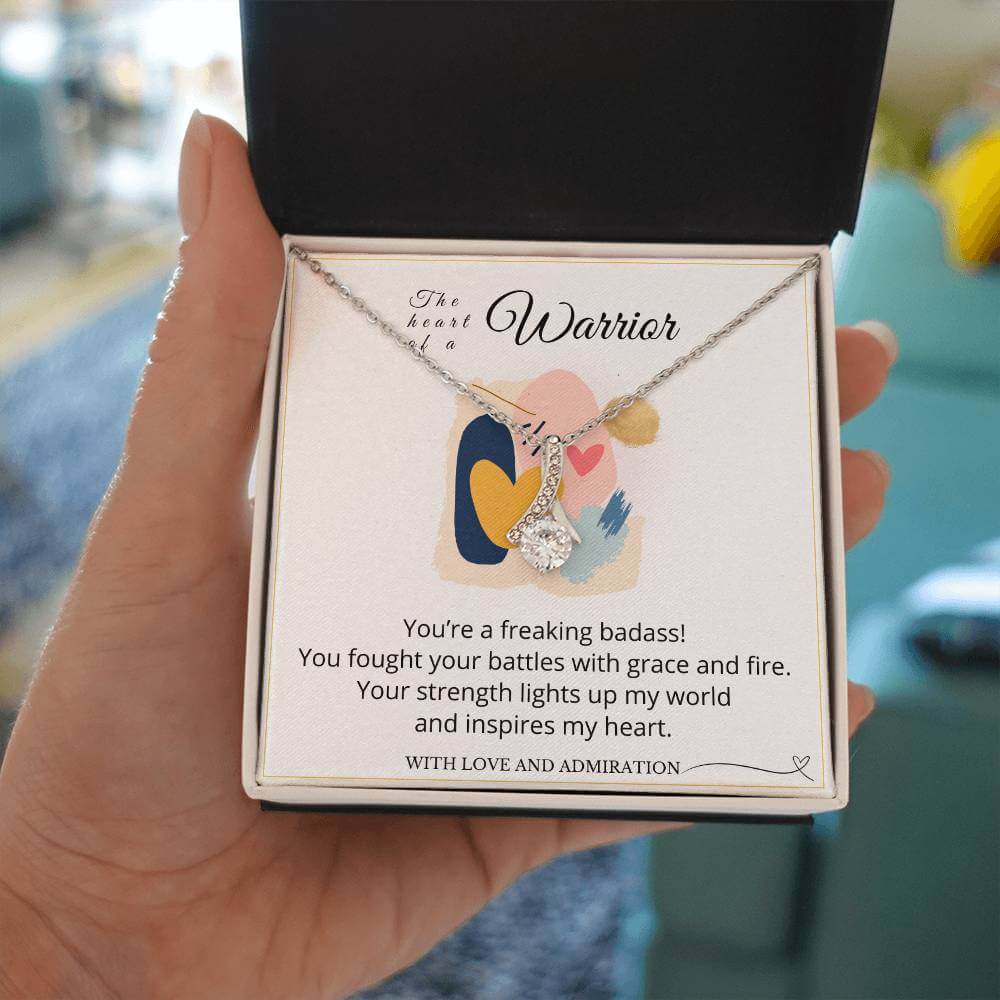 The
heart
of a
Warrior
You’re a freaking badass!
You fought your battles with grace and fire.
Your strength lights up my world
and inspires my heart.
WITH LOVE AND ADMIRATION